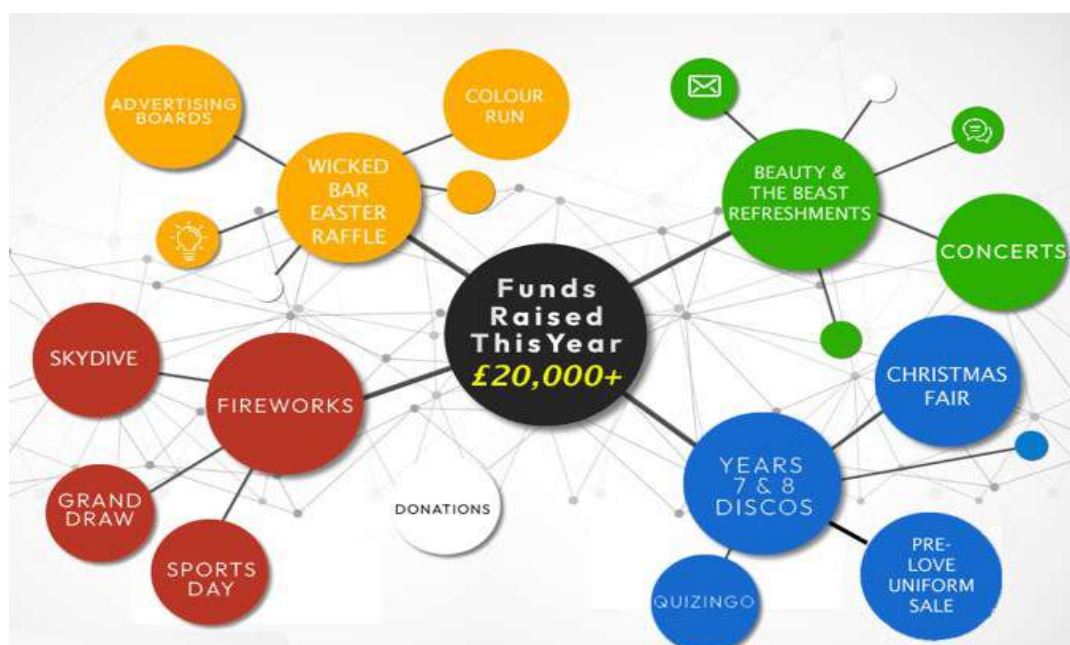 ADVERTISING
BOARDS
COLOUR
RUN
WICKED
BAR
EASTER
RAFFLE
BEAUTY &
THE BEAST
REFRESHMENTS
CONCERTS
Funds
Raised
ThisYear
£20,000+
SKYDIVE
FIREWORKS
GRAND
DRAW
SPORTS
DAY
DONATIONS
CHRISTMAS
FAIR
YEARS
7 & 8
DISCOS
QUIZINGO
PRE-
LOVE
UNIFORM
SALE